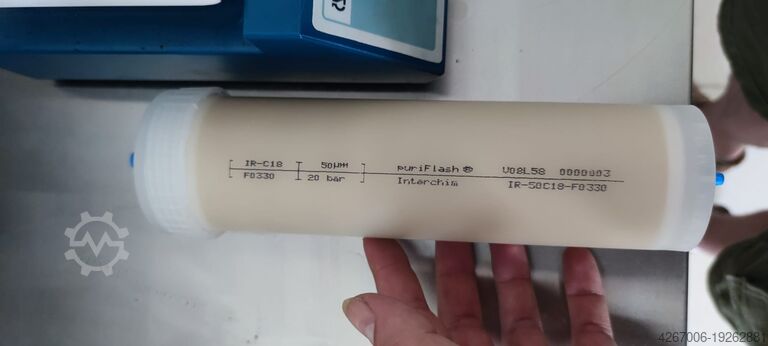 IR-C18 50µm puriFlash® V08L58 0000003
F0330 20 bar Interchim IR-50C18-F0330
4267006-19262881